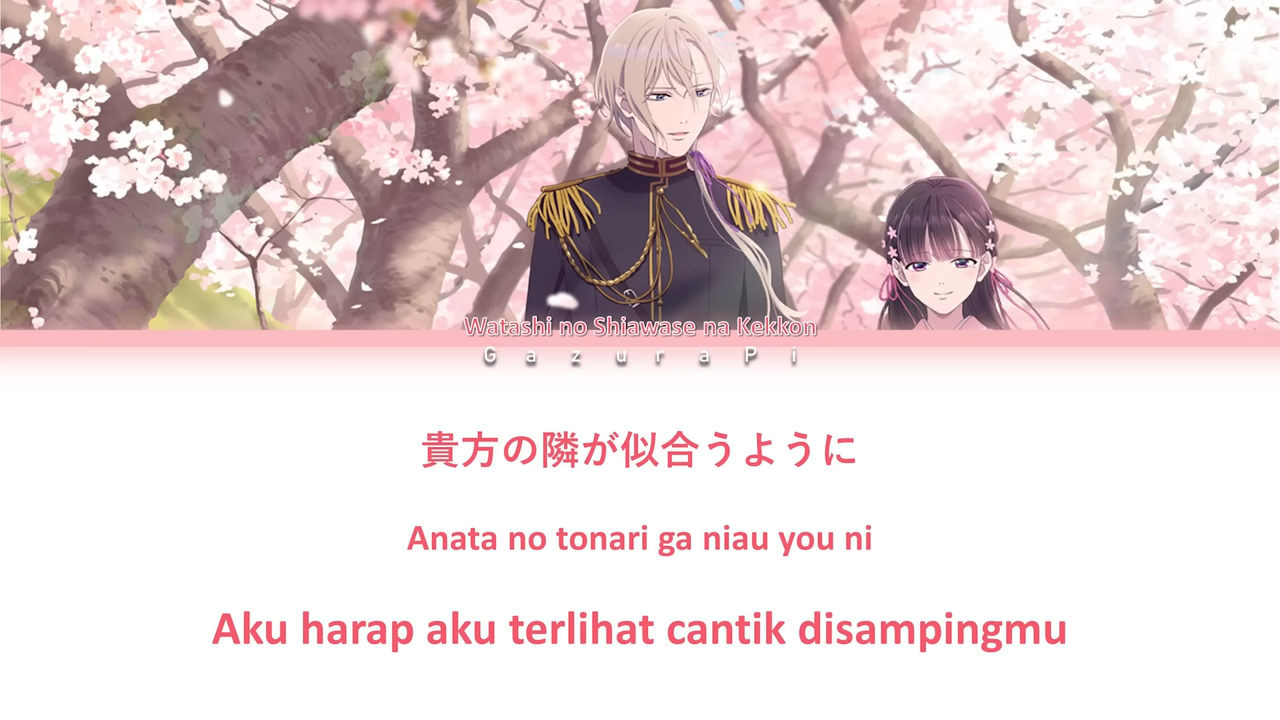 Watashi no Shiawase na Kekkon
GazuraPi
貴方の隣が似合うように
Anata no tonari ga niau you ni
Aku harap aku terlihat cantik disampingmu